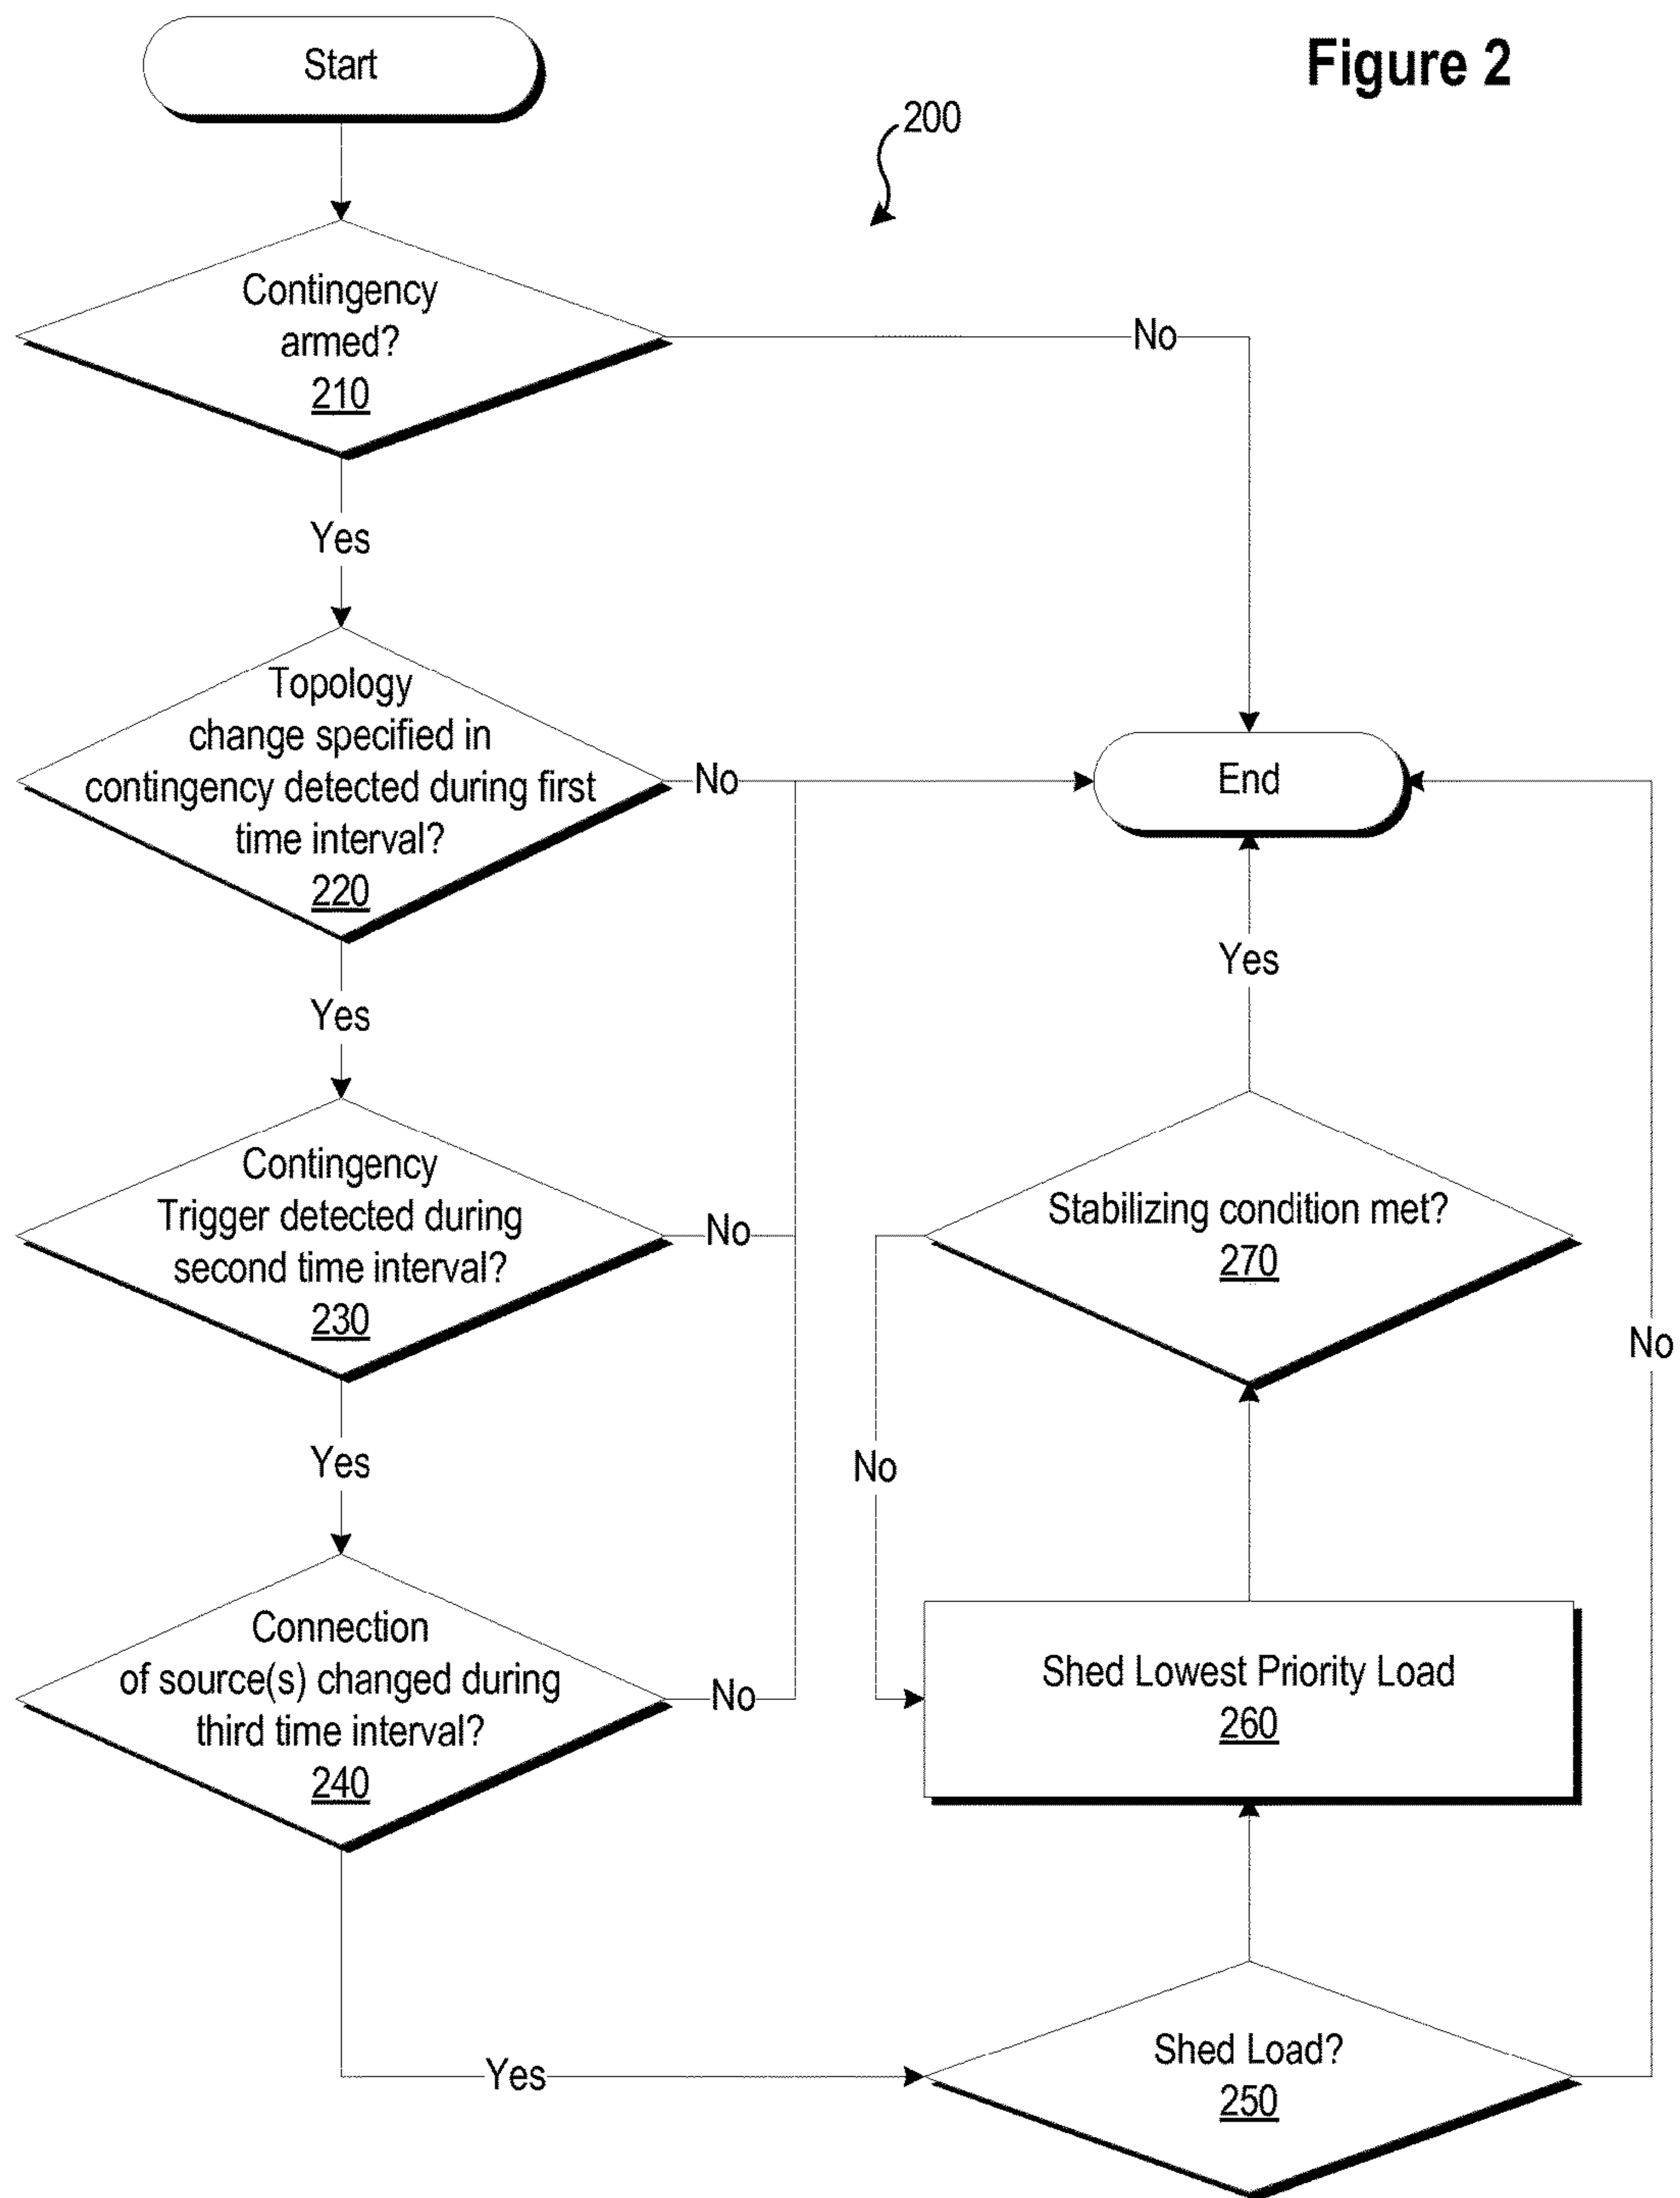 Start
Figure 2
200
Contingency
armed?
210
No
Yes
Topology
change specified in
contingency detected during first
time interval?
220
No
End
Yes
Yes
Contingency
Trigger detected during
second time interval?
230
No
Stabilizing condition met?
270
No
Yes
No
Connection
of source(s) changed during
third time interval?
240
No
Shed Lowest Priority Load
260
Yes
Shed Load?
250